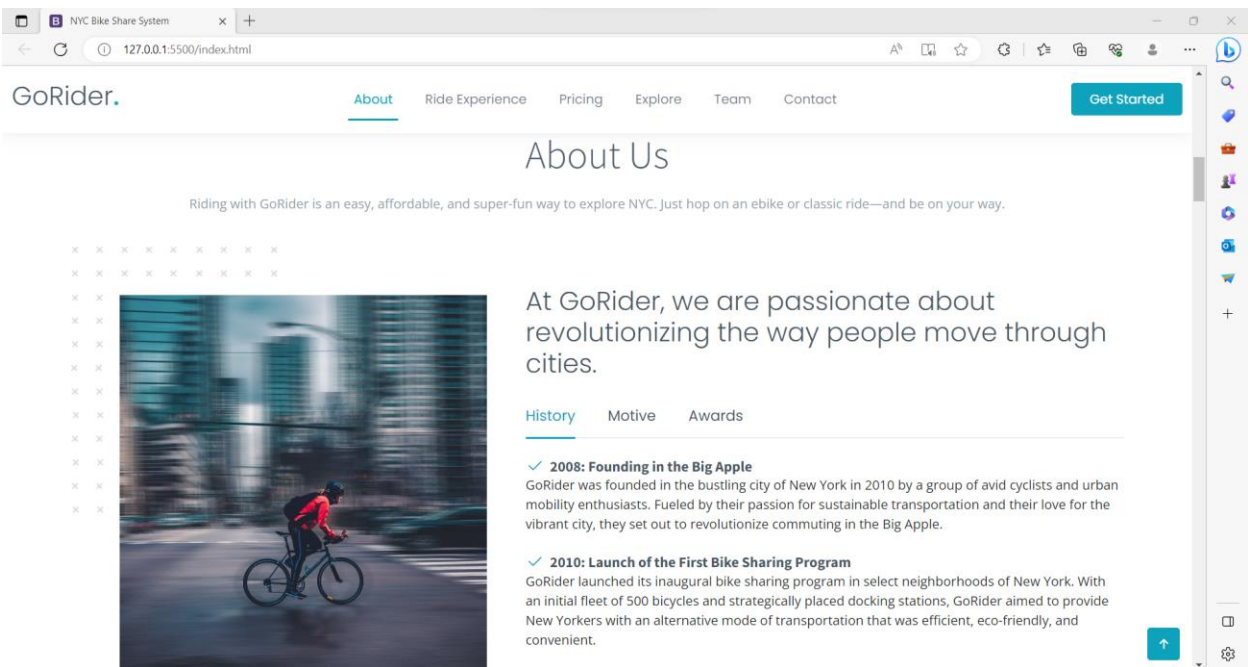 NYC Bike Share System
127.0.0.1:5500/index.html
GoRider.
About Ride Experience Pricing Explore Team Contact
Get Started
About Us
Riding with GoRider is an easy, affordable, and super-fun way to explore NYC. Just hop on an ebike or classic ride—and be on your way.
At GoRider, we are passionate about
revolutionizing the way people move through
cities.
History Motive Awards
2008: Founding in the Big Apple
GoRider was founded in the bustling city of New York in 2010 by a group of avid cyclists and urban
mobility enthusiasts. Fueled by their passion for sustainable transportation and their love for the
vibrant city, they set out to revolutionize commuting in the Big Apple.
2010: Launch of the First Bike Sharing Program
GoRider launched its inaugural bike sharing program in select neighborhoods of New York. With
an initial fleet of 500 bicycles and strategically placed docking stations, GoRider aimed to provide
New Yorkers with an alternative mode of transportation that was efficient, eco-friendly, and
convenient.